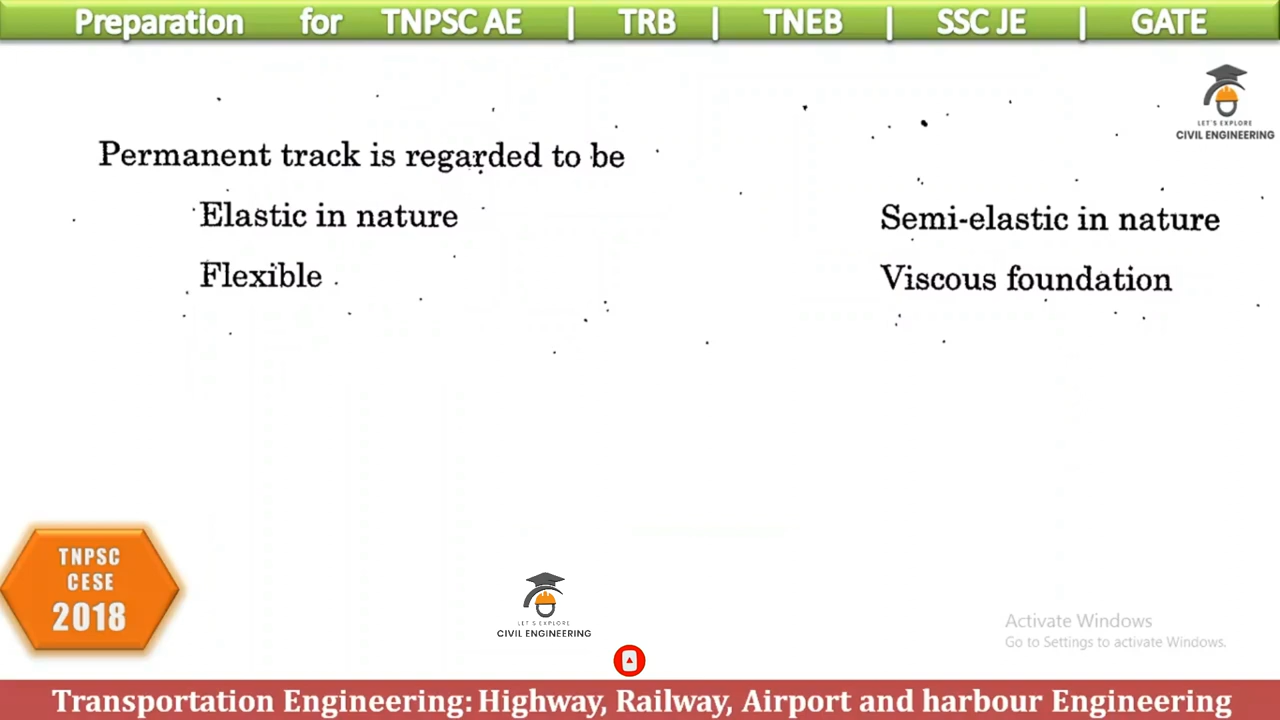 Preparation for TNPSC AE | TRB | TNEB | SSC JE | GATE
LET'S EXPLORE
CIVIL ENGINEERING
Permanent track is regarded to be
Elastic in nature
Semi-elastic in nature
Flexible
Viscous foundation
TNPSC
CESE
2018
LET'S EXPLORE
CIVIL ENGINEERING
Activate Windows
Go to Settings to activate Windows.
Transportation Engineering: Highway, Railway, Airport and harbour Engineering